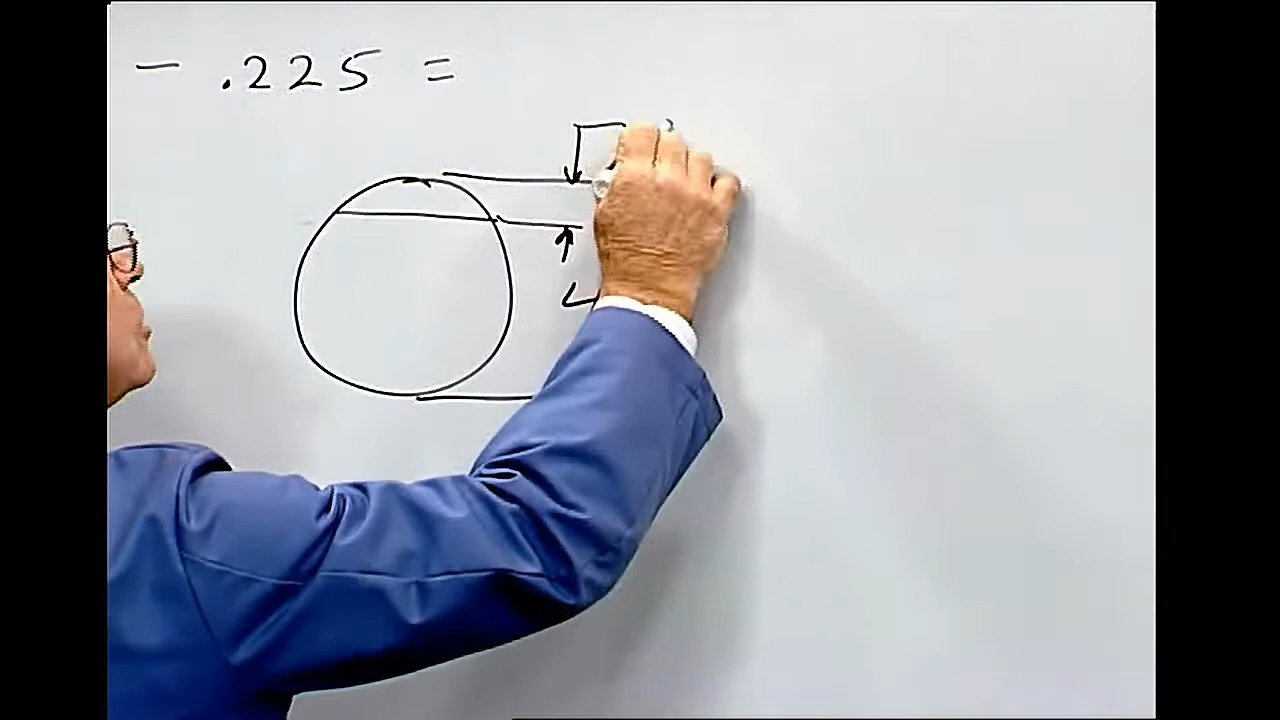 - .225 =